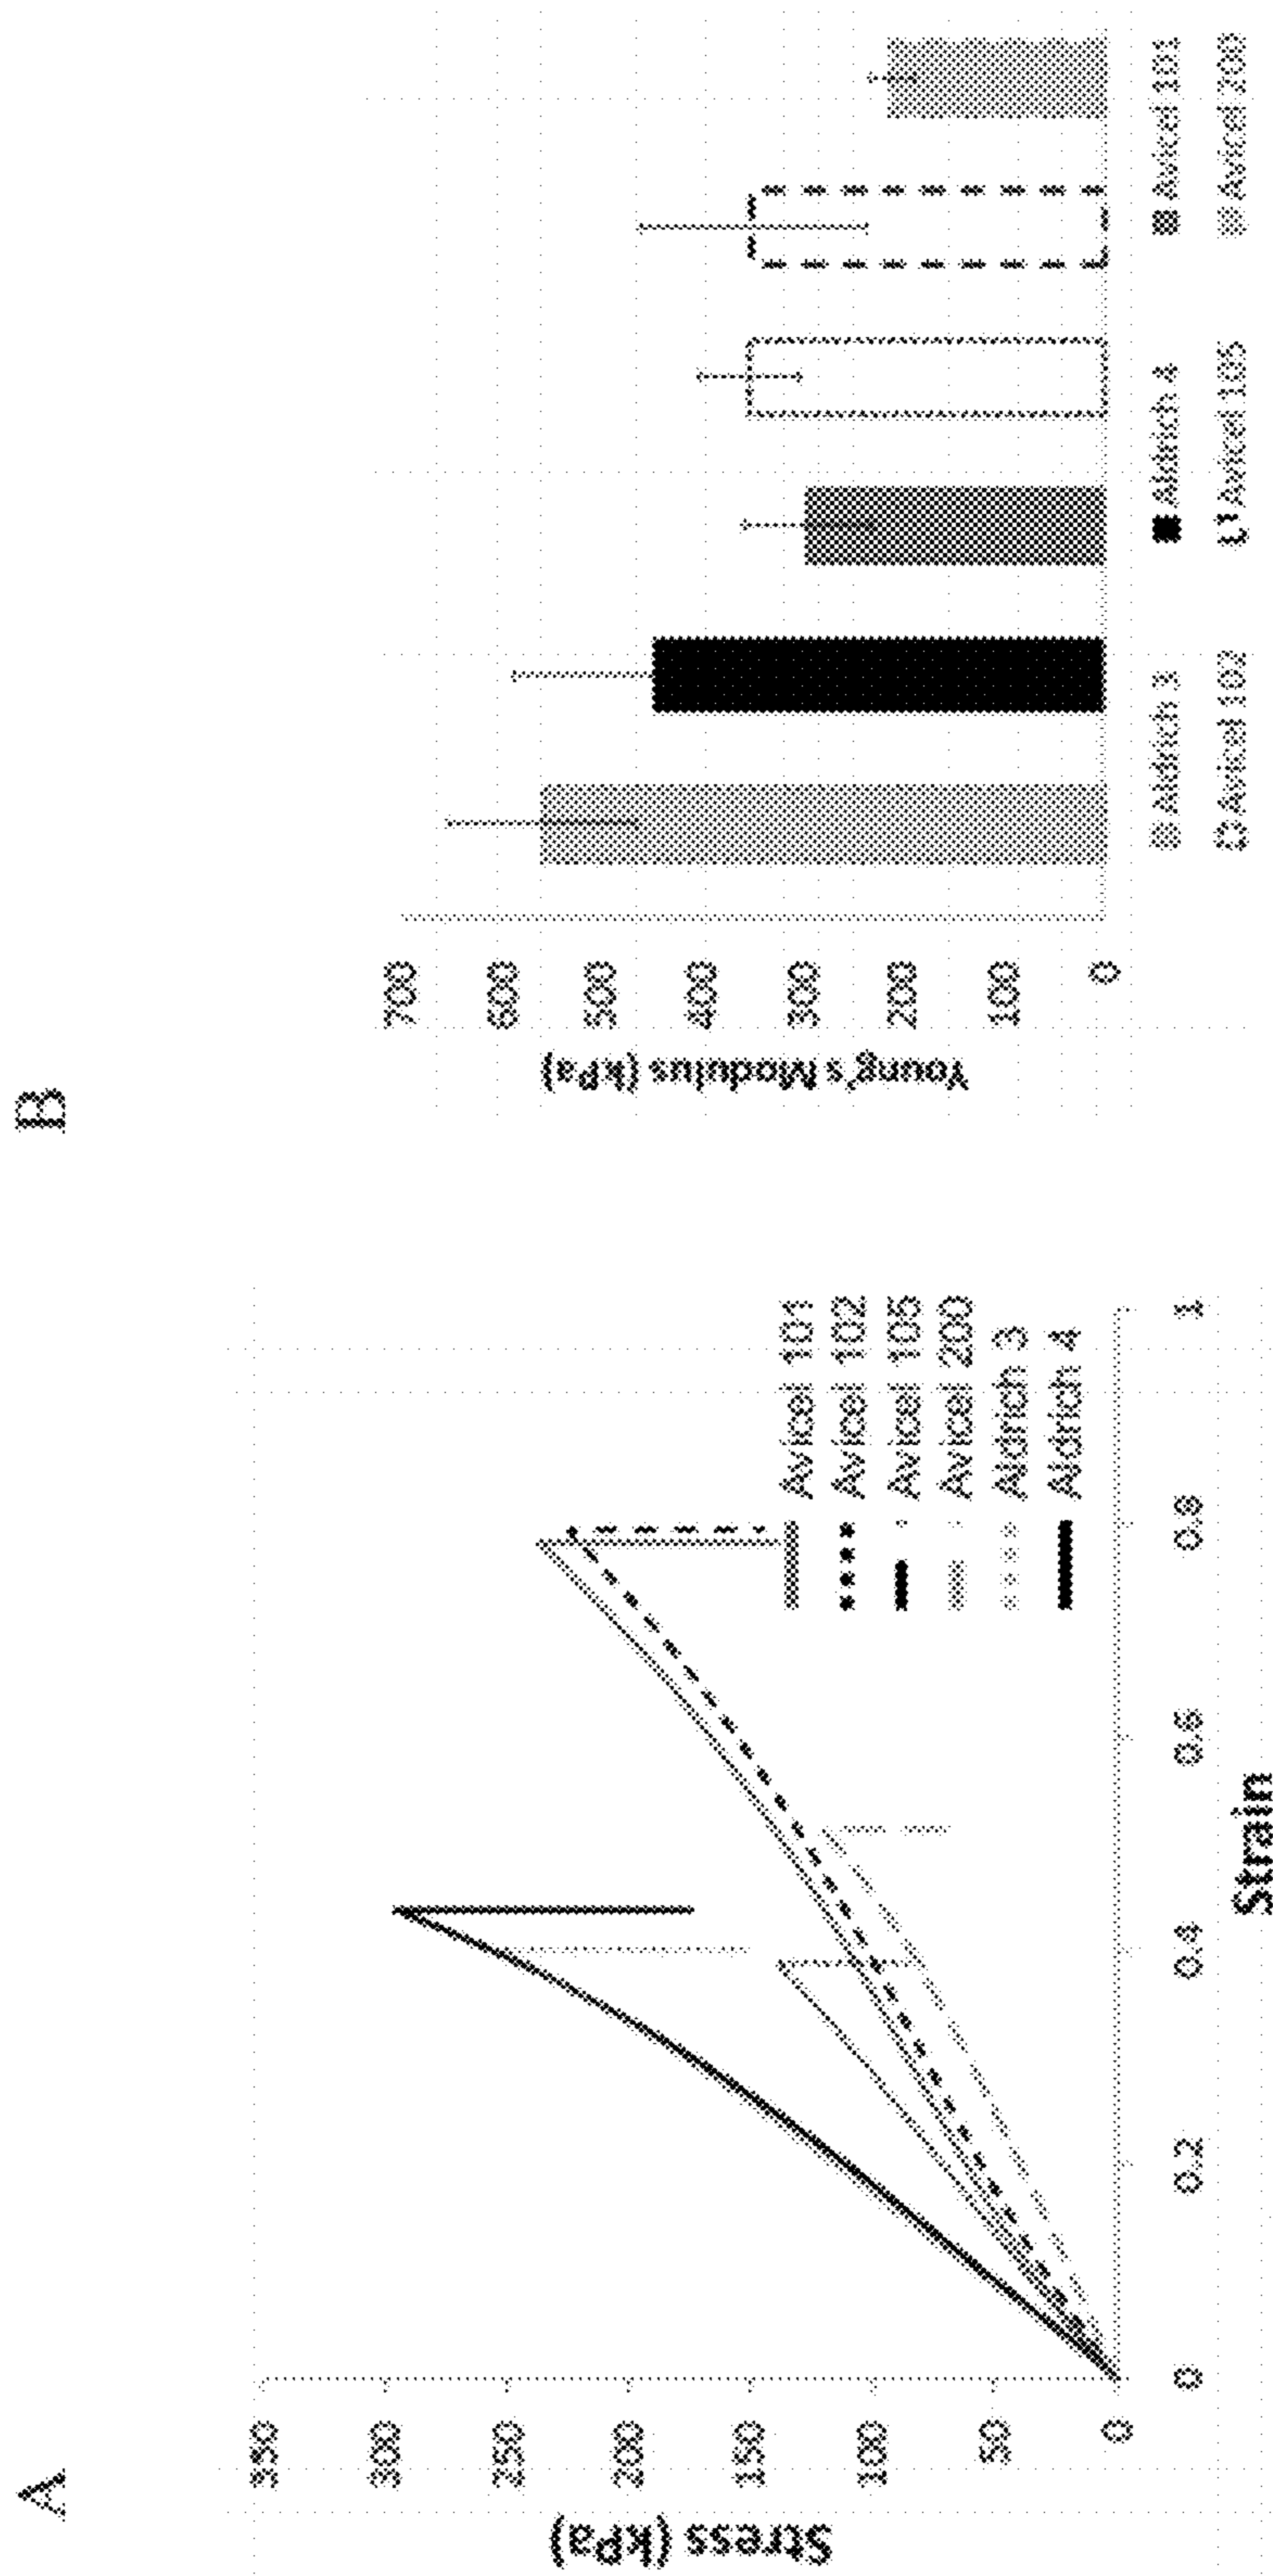 A
Stress (kPa)
350
300
250
200
150
100
50
0
0 0.2 0.4 0.6 0.8 1
Strain
Avicel 101
Avicel 102
Avicel 105
Avicel 200
Aldrich 3
Aldrich 4
B
Young's Modulus (kPa)
700
600
500
400
300
200
100
0
Aldrich 3 Aldrich 4 Avicel 101
Avicel 102 Avicel 105 Avicel 200